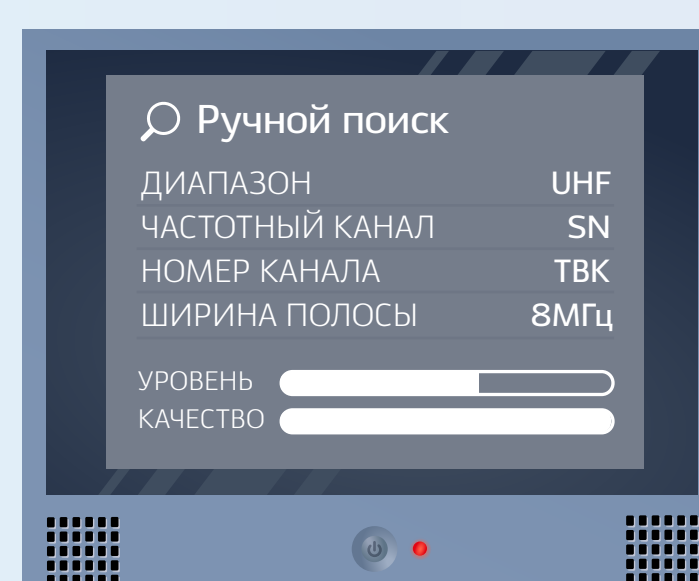 Ручной поиск
ДИАПАЗОН UHF
ЧАСТОТНЫЙ КАНАЛ SN
НОМЕР КАНАЛА ТВК
ШИРИНА ПОЛОСЫ 8МГц
УРОВЕНЬ
КАЧЕСТВО